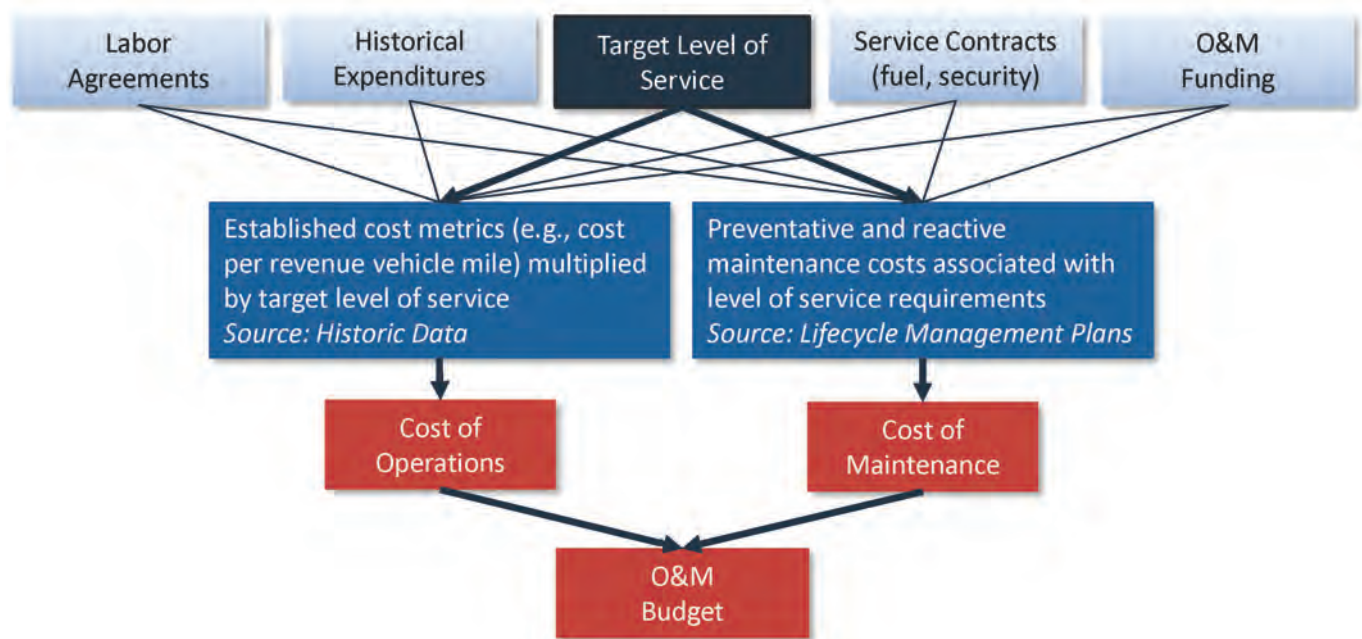 Labor
Agreements
Historical
Expenditures
Target Level of
Service
Service Contracts
(fuel, security)
O&M
Funding
Established cost metrics (e.g., cost
per revenue vehicle mile) multiplied
by target level of service
Source: Historic Data
Preventative and reactive
maintenance costs associated with
level of service requirements
Source: Lifecycle Management Plans
Cost of
Operations
Cost of
Maintenance
O&M
Budget